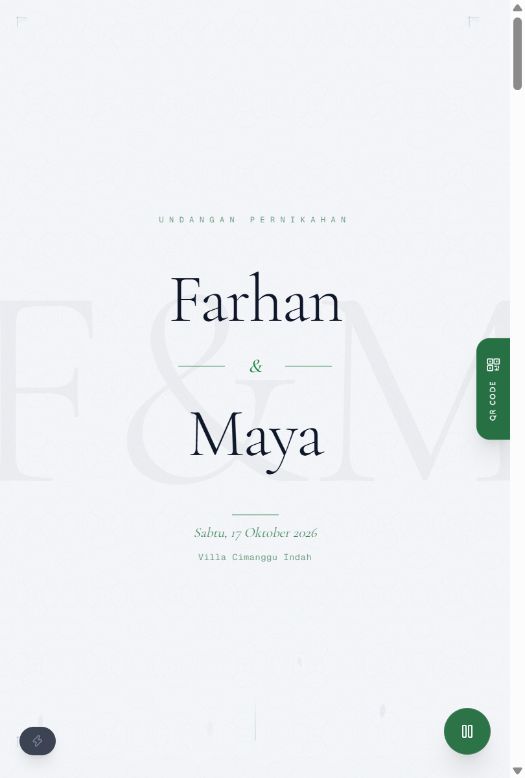 UNDANGAN PERNIKAHAN
F&M
Farhan
&
Maya
Sabtu, 17 Oktober 2026
Villa Cimanggu Indah
QR CODE